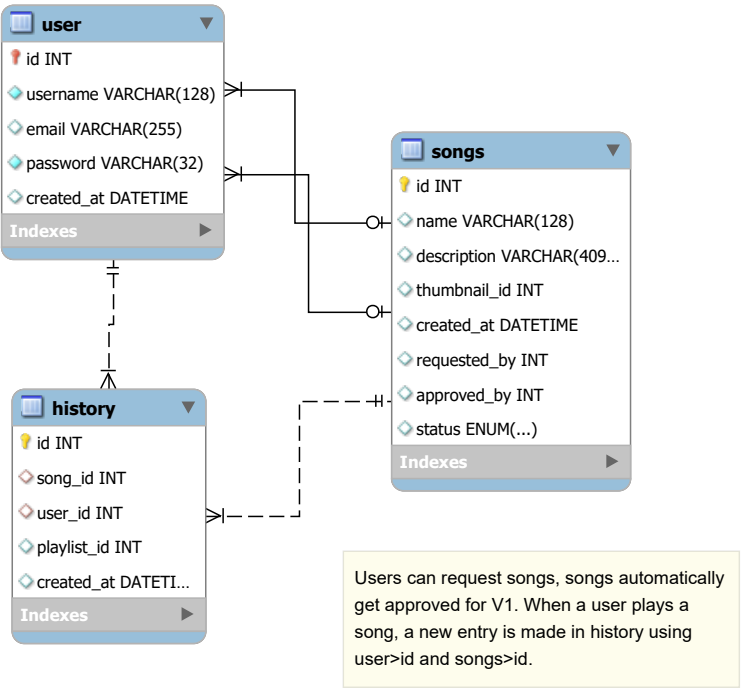 user
id INT
username VARCHAR(128)
email VARCHAR(255)
password VARCHAR(32)
created_at DATETIME
Indexes
songs
id INT
name VARCHAR(128)
description VARCHAR(409...
thumbnail_id INT
created_at DATETIME
requested_by INT
approved_by INT
status ENUM(...)
Indexes
history
id INT
song_id INT
user_id INT
playlist_id INT
created_at DATETI...
Indexes
Users can request songs, songs automatically
get approved for V1. When a user plays a
song, a new entry is made in history using
user>id and songs>id.